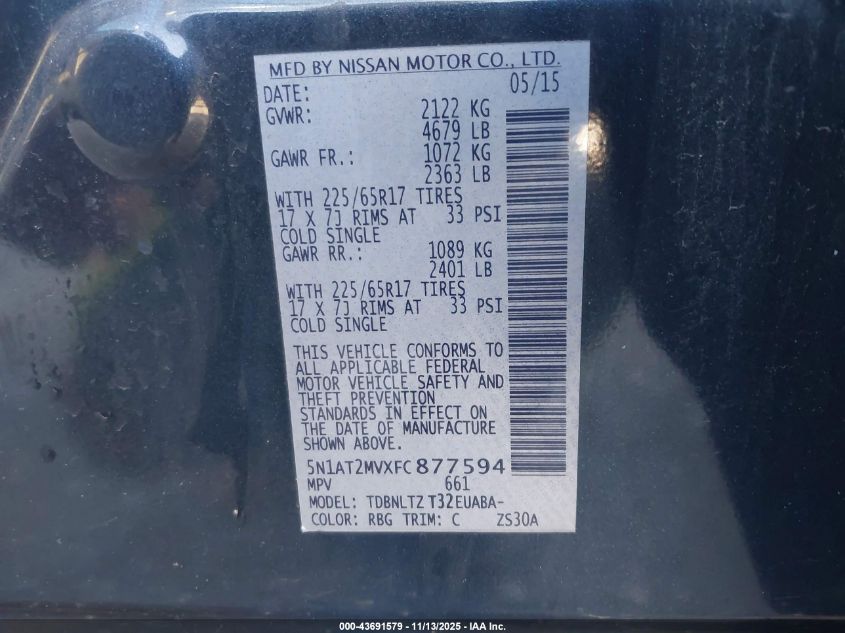 MFD BY NISSAN MOTOR CO., LTD.
DATE: 05/15
GVWR: 2122 KG
4679 LB
GAWR FR.: 1072 KG
2363 LB
WITH 225/65R17 TIRES
17 X 7J RIMS AT 33 PSI
COLD SINGLE
GAWR RR.: 1089 KG
2401 LB
WITH 225/65R17 TIRES
17 X 7J RIMS AT 33 PSI
COLD SINGLE
THIS VEHICLE CONFORMS TO
ALL APPLICABLE FEDERAL
MOTOR VEHICLE SAFETY AND
THEFT PREVENTION
STANDARDS IN EFFECT ON
THE DATE OF MANUFACTURE
SHOWN ABOVE.
5N1AT2MVXFC877594
MPV 661
MODEL: TDBNLTZ T32EUABA-
COLOR: RBG TRIM: C ZS30A
000-43691579 — 11/13/2025 — IAA Inc.